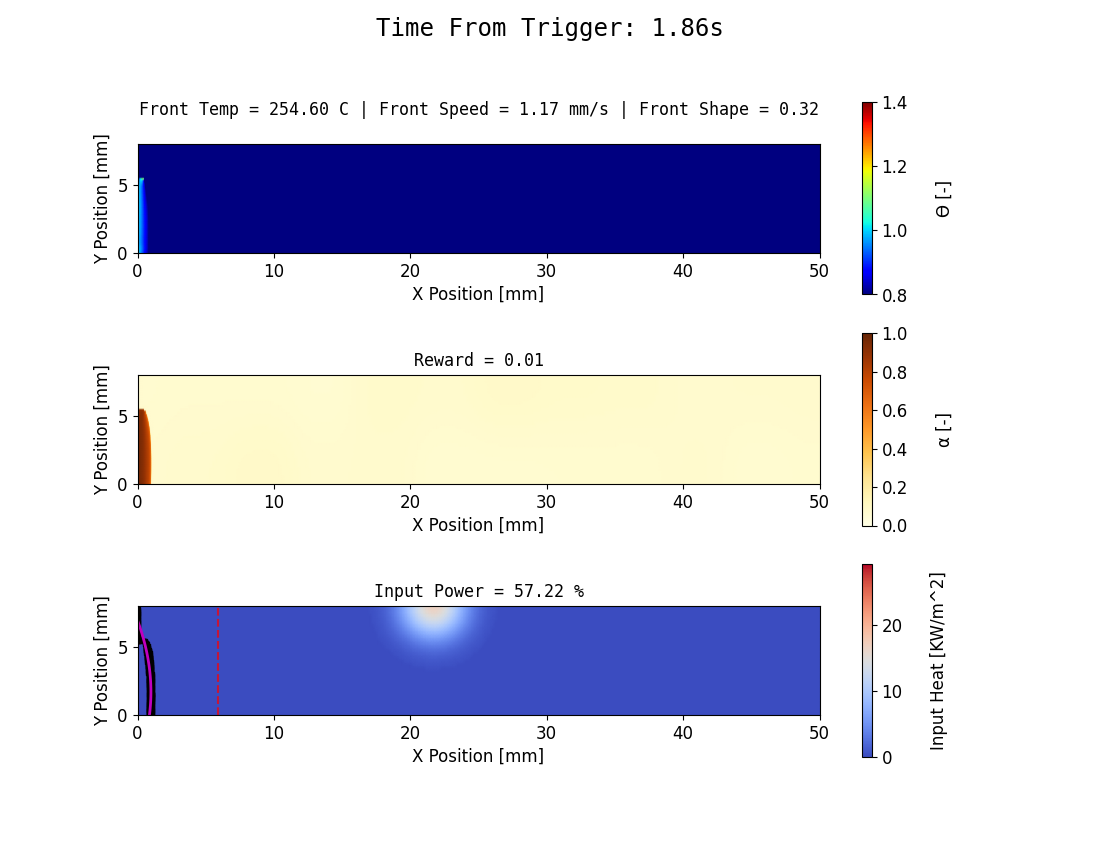 Time From Trigger: 1.86s
Front Temp = 254.60 C | Front Speed = 1.17 mm/s | Front Shape = 0.32
Y Position [mm]
5
0
0 10 20 30 40 50
X Position [mm]
1.4
1.2
1.0
0.8
Θ [-]
Reward = 0.01
Y Position [mm]
5
0
0 10 20 30 40 50
X Position [mm]
1.0
0.8
0.6
0.4
0.2
0.0
α [-]
Input Power = 57.22 %
Y Position [mm]
5
0
0 10 20 30 40 50
X Position [mm]
20
10
0
Input Heat [KW/m^2]